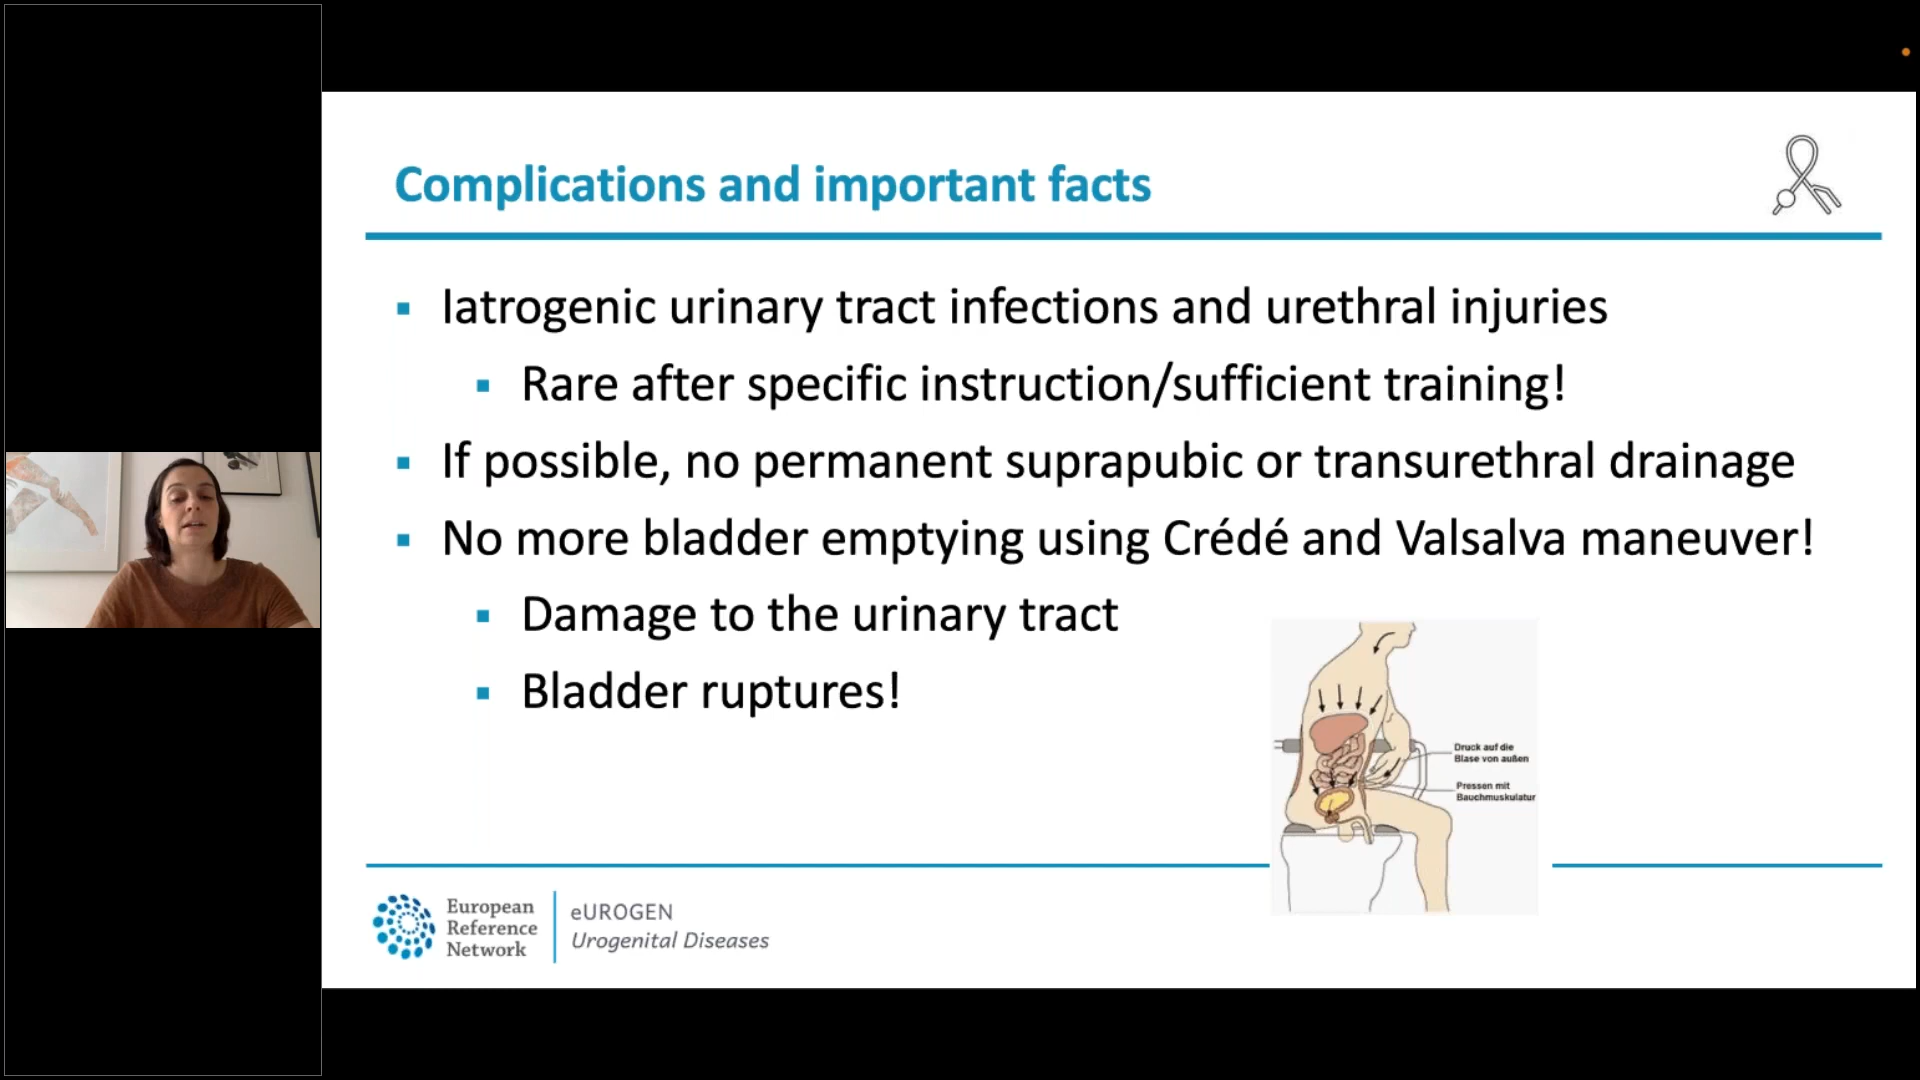 Complications and important facts
Iatrogenic urinary tract infections and urethral injuries
Rare after specific instruction/sufficient training!
If possible, no permanent suprapubic or transurethral drainage
No more bladder emptying using Crédé and Valsalva maneuver!
Damage to the urinary tract
Bladder ruptures!
Druck auf die
Blase von außen
Pressen mit
Bauchmuskulatur
European
Reference
Network
eUROGEN
Urogenital Diseases